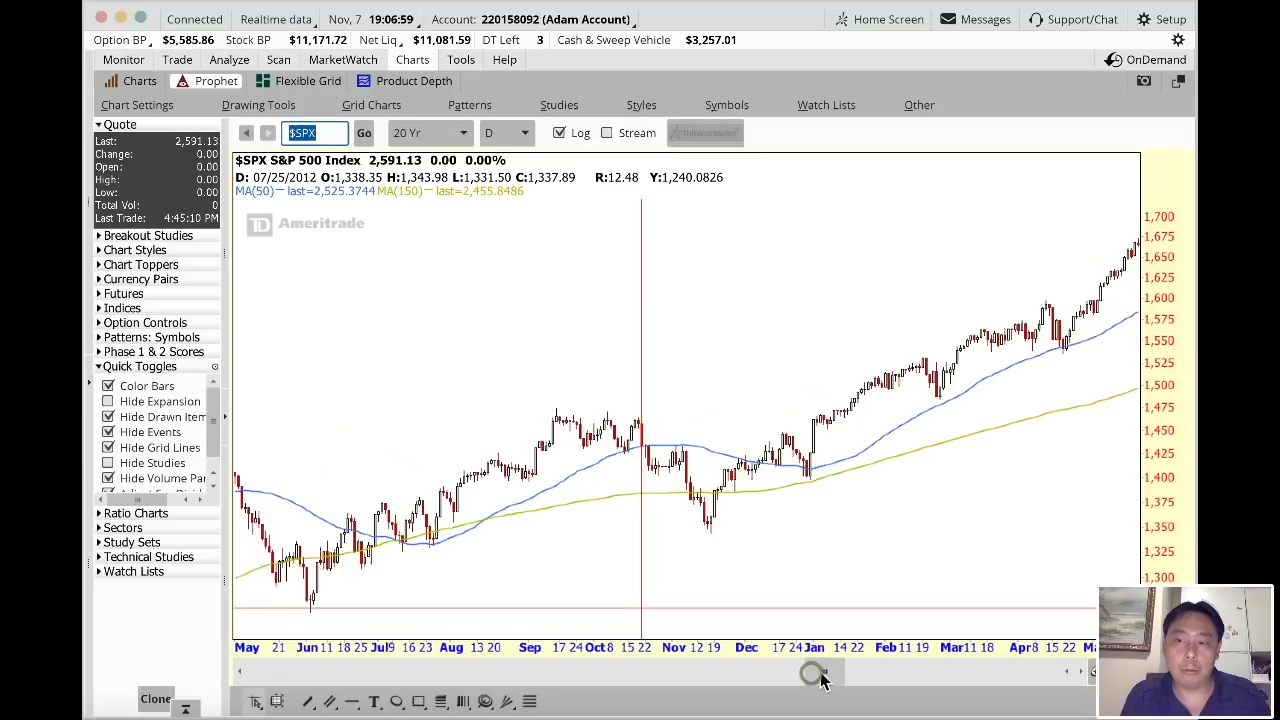 Connected Realtime data Nov, 7 19:06:59 Account: 220158092 (Adam Account) Home Screen Messages Support/Chat Setup
Option BP $5,585.86 Stock BP $11,171.72 Net Liq $11,081.59 DT Left 3 Cash & Sweep Vehicle $3,257.01
Monitor Trade Analyze Scan MarketWatch Charts Tools Help OnDemand
Charts Prophet Flexible Grid Product Depth
Chart Settings Drawing Tools Grid Charts Patterns Studies Styles Symbols Watch Lists Other
Quote
Last: 2,591.13
Change: 0.00
Open: 0.00
High: 0.00
Low: 0.00
Total Vol: 0
Last Trade: 4:45:10 PM
Breakout Studies
Chart Styles
Chart Toppers
Currency Pairs
Futures
Indices
Option Controls
Patterns: Symbols
Phase 1 & 2 Scores
Quick Toggles
Color Bars
Hide Expansion
Hide Drawn Item
Hide Events
Hide Grid Lines
Hide Studies
Hide Volume Par
Ratio Charts
Sectors
Study Sets
Technical Studies
Watch Lists
Clone
$SPX Go 20 Yr D Log Stream thinkorswim
$SPX S&P 500 Index 2,591.13 0.00 0.00%
D: 07/25/2012 O:1,338.35 H:1,343.98 L:1,331.50 C:1,337.89 R:12.48 Y:1,240.0826
MA(50) last=2,525.3744 MA(150) last=2,455.8486
TD Ameritrade
1,700
1,675
1,650
1,625
1,600
1,575
1,550
1,525
1,500
1,475
1,450
1,425
1,400
1,375
1,350
1,325
1,300
May 21 Jun 11 18 25 Jul9 16 23 Aug 13 20 Sep 17 24 Oct8 15 22 Nov 12 19 Dec 17 24 Jan 14 22 Feb 11 19 Mar 11 18 Apr8 15 22
T